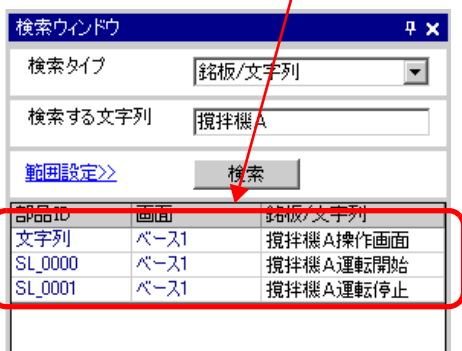 検索ウィンドウ
検索タイプ 銘板/文字列
検索する文字列 撹拌機A
範囲設定>> 検索
部品ID 画面 銘板/文字列
文字列 ベース1 撹拌機A操作画面
SL_0000 ベース1 撹拌機A運転開始
SL_0001 ベース1 撹拌機A運転停止